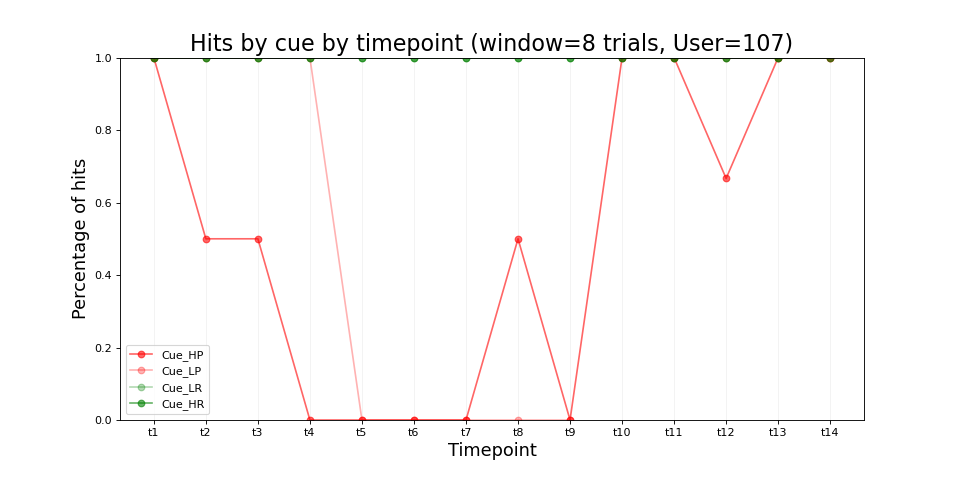 Hits by cue by timepoint (window=8 trials, User=107)
Percentage of hits
1.0
0.8
0.6
0.4
0.2
0.0
Cue_HP
Cue_LP
Cue_LR
Cue_HR
t1 t2 t3 t4 t5 t6 t7 t8 t9 t10 t11 t12 t13 t14
Timepoint